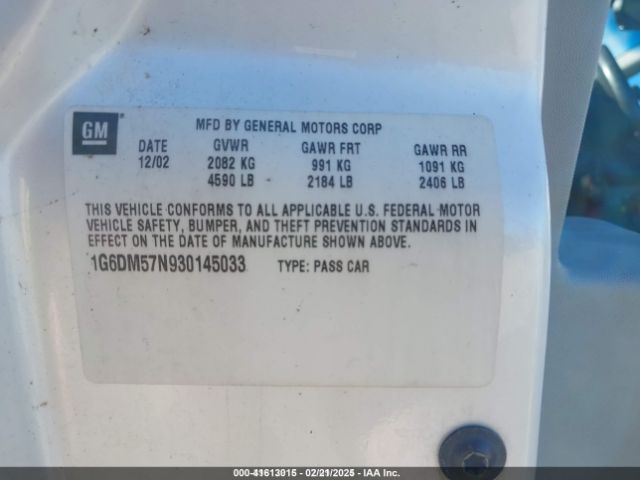 GM
MFD BY GENERAL MOTORS CORP
DATE GVWR GAWR FRT GAWR RR
12/02 2082 KG 991 KG 1091 KG
4590 LB 2184 LB 2406 LB
THIS VEHICLE CONFORMS TO ALL APPLICABLE U.S. FEDERAL MOTOR
VEHICLE SAFETY, BUMPER, AND THEFT PREVENTION STANDARDS IN
EFFECT ON THE DATE OF MANUFACTURE SHOWN ABOVE.
1G6DM57N930145033 TYPE: PASS CAR
000-41613015 - 02/21/2025 - IAA Inc.